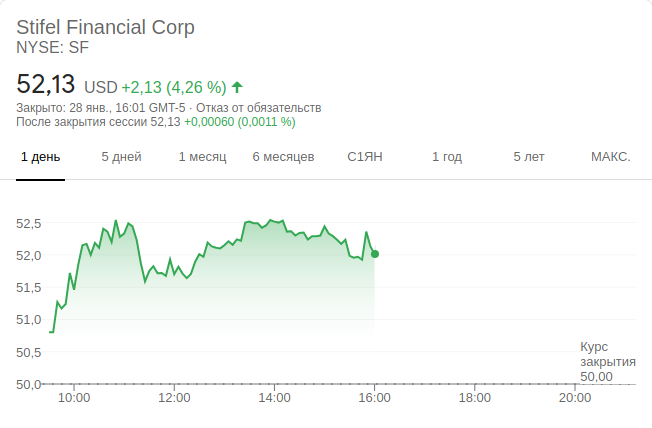 Stifel Financial Corp
NYSE: SF
52,13 USD +2,13 (4,26 %)
Закрыто: 28 янв., 16:01 GMT-5 · Отказ от обязательств
После закрытия сессии 52,13 +0,00060 (0,0011 %)
1 день 5 дней 1 месяц 6 месяцев С1ЯН 1 год 5 лет МАКС.
52,5
52,0
51,5
51,0
50,5
Курс
закрытия
50,00
50,0
10:00 12:00 14:00 16:00 18:00 20:00